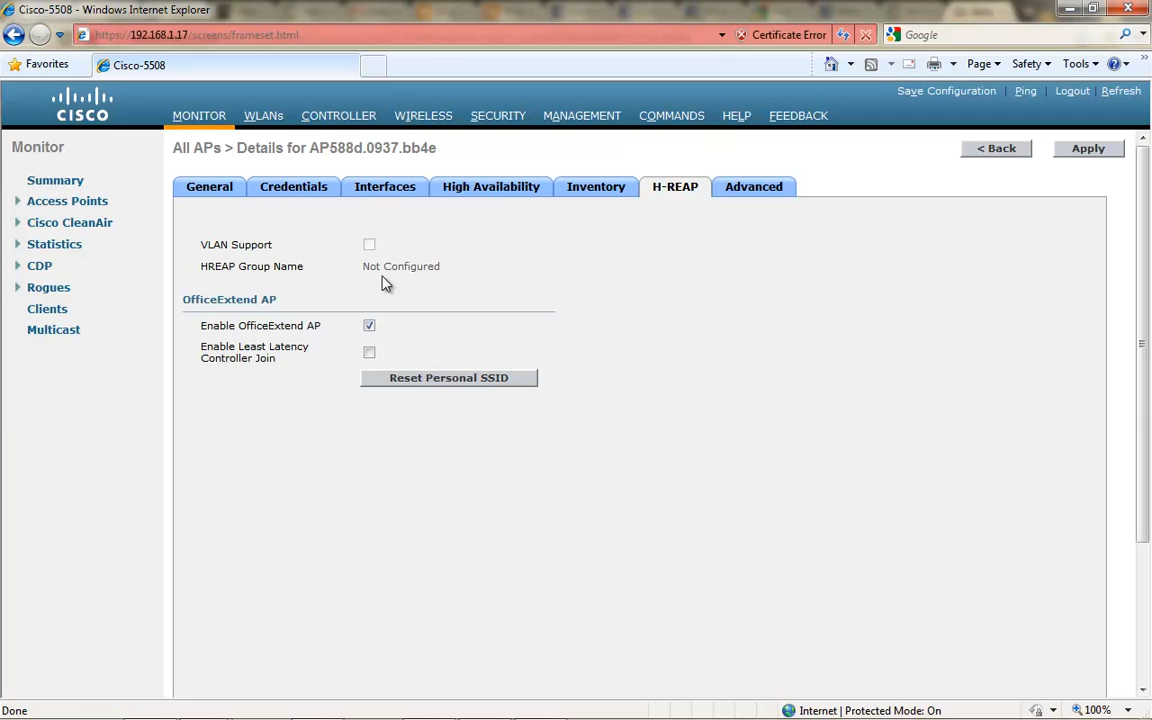 Cisco-5508 - Windows Internet Explorer
https://192.168.1.17/screens/frameset.html
Certificate Error
Google
Favorites
Cisco-5508
Page
Safety
Tools
Save Configuration
Ping
Logout
Refresh
CISCO
MONITOR
WLANs
CONTROLLER
WIRELESS
SECURITY
MANAGEMENT
COMMANDS
HELP
FEEDBACK
Monitor
Summary
Access Points
Cisco CleanAir
Statistics
CDP
Rogues
Clients
Multicast
All APs > Details for AP588d.0937.bb4e
< Back
Apply
General
Credentials
Interfaces
High Availability
Inventory
H-REAP
Advanced
VLAN Support
HREAP Group Name
Not Configured
OfficeExtend AP
Enable OfficeExtend AP
Enable Least Latency
Controller Join
Reset Personal SSID
Done
Internet | Protected Mode: On
100%